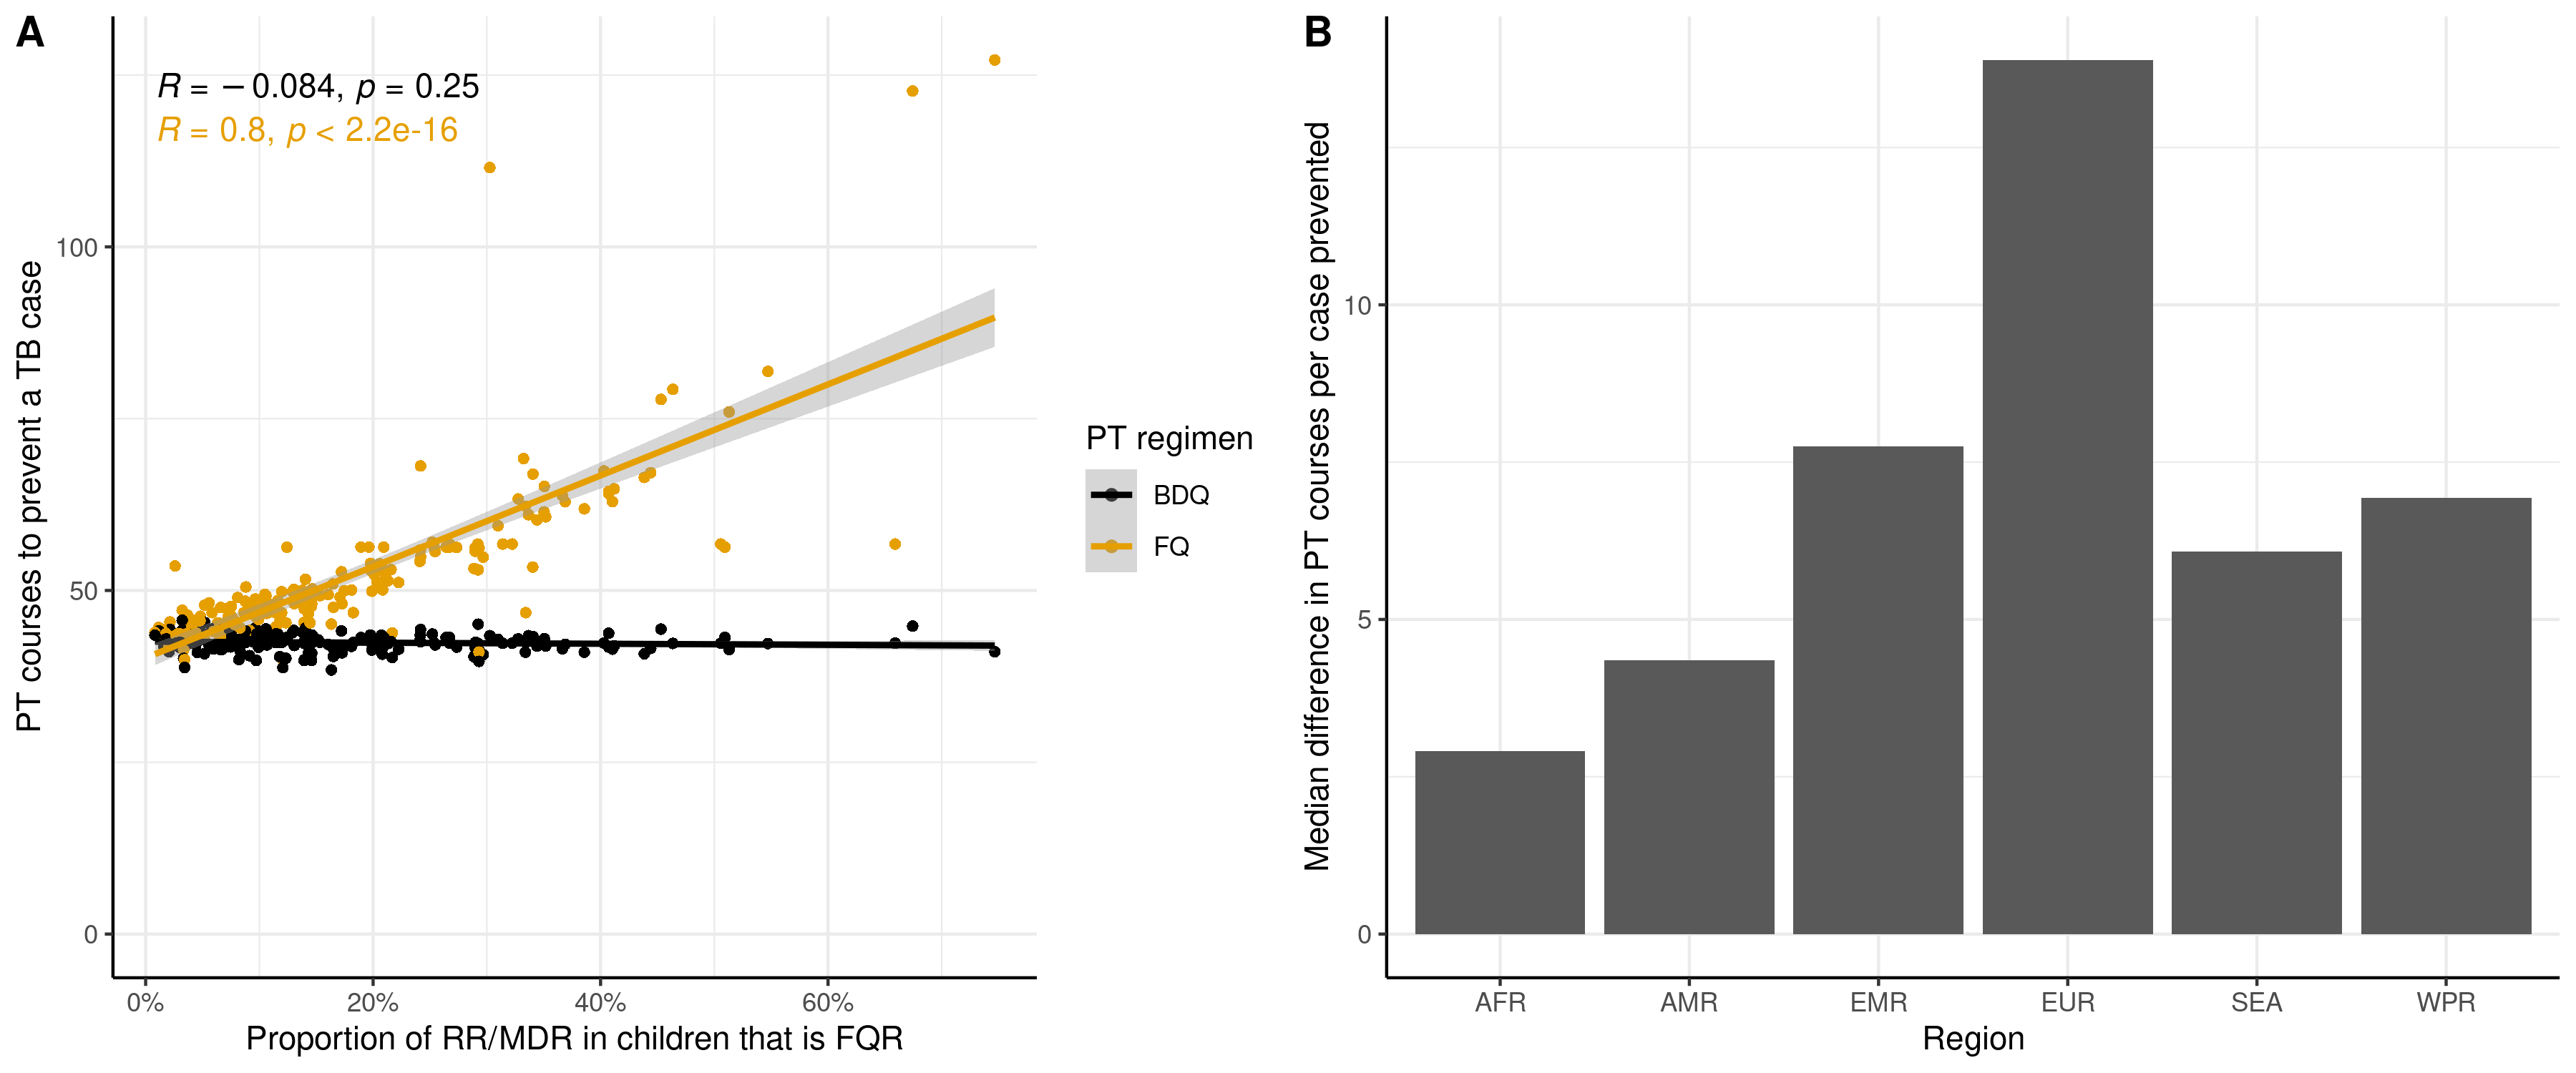 A
R = −0.084, p = 0.25
R = 0.8, p < 2.2e-16
PT courses to prevent a TB case
100
50
0
0% 20% 40% 60%
Proportion of RR/MDR in children that is FQR
PT regimen
BDQ
FQ
B
Median difference in PT courses per case prevented
10
5
0
AFR AMR EMR EUR SEA WPR
Region